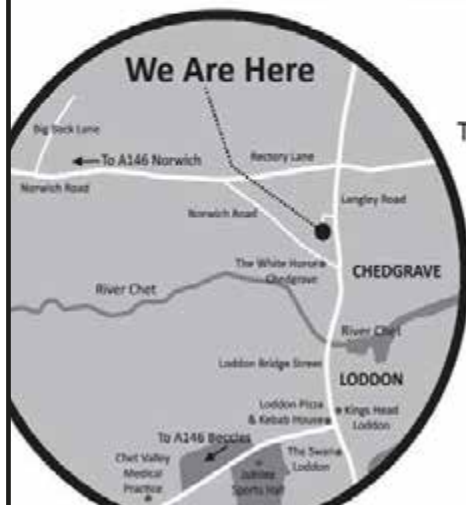 We Are Here
Big Back Lane
To A146 Norwich
Rectory Lane
Norwich Road
Langley Road
Norwich Road
The White Horse
Chedgrave
CHEDGRAVE
River Chet
River Chet
Loddon Bridge Street
LODDON
Loddon Pizza
& Kebab House
Kings Head
Loddon
To A146 Beccles
Chet Valley
Medical
Practice
The Swan
Loddon
Jubilee
Sports Hall
T